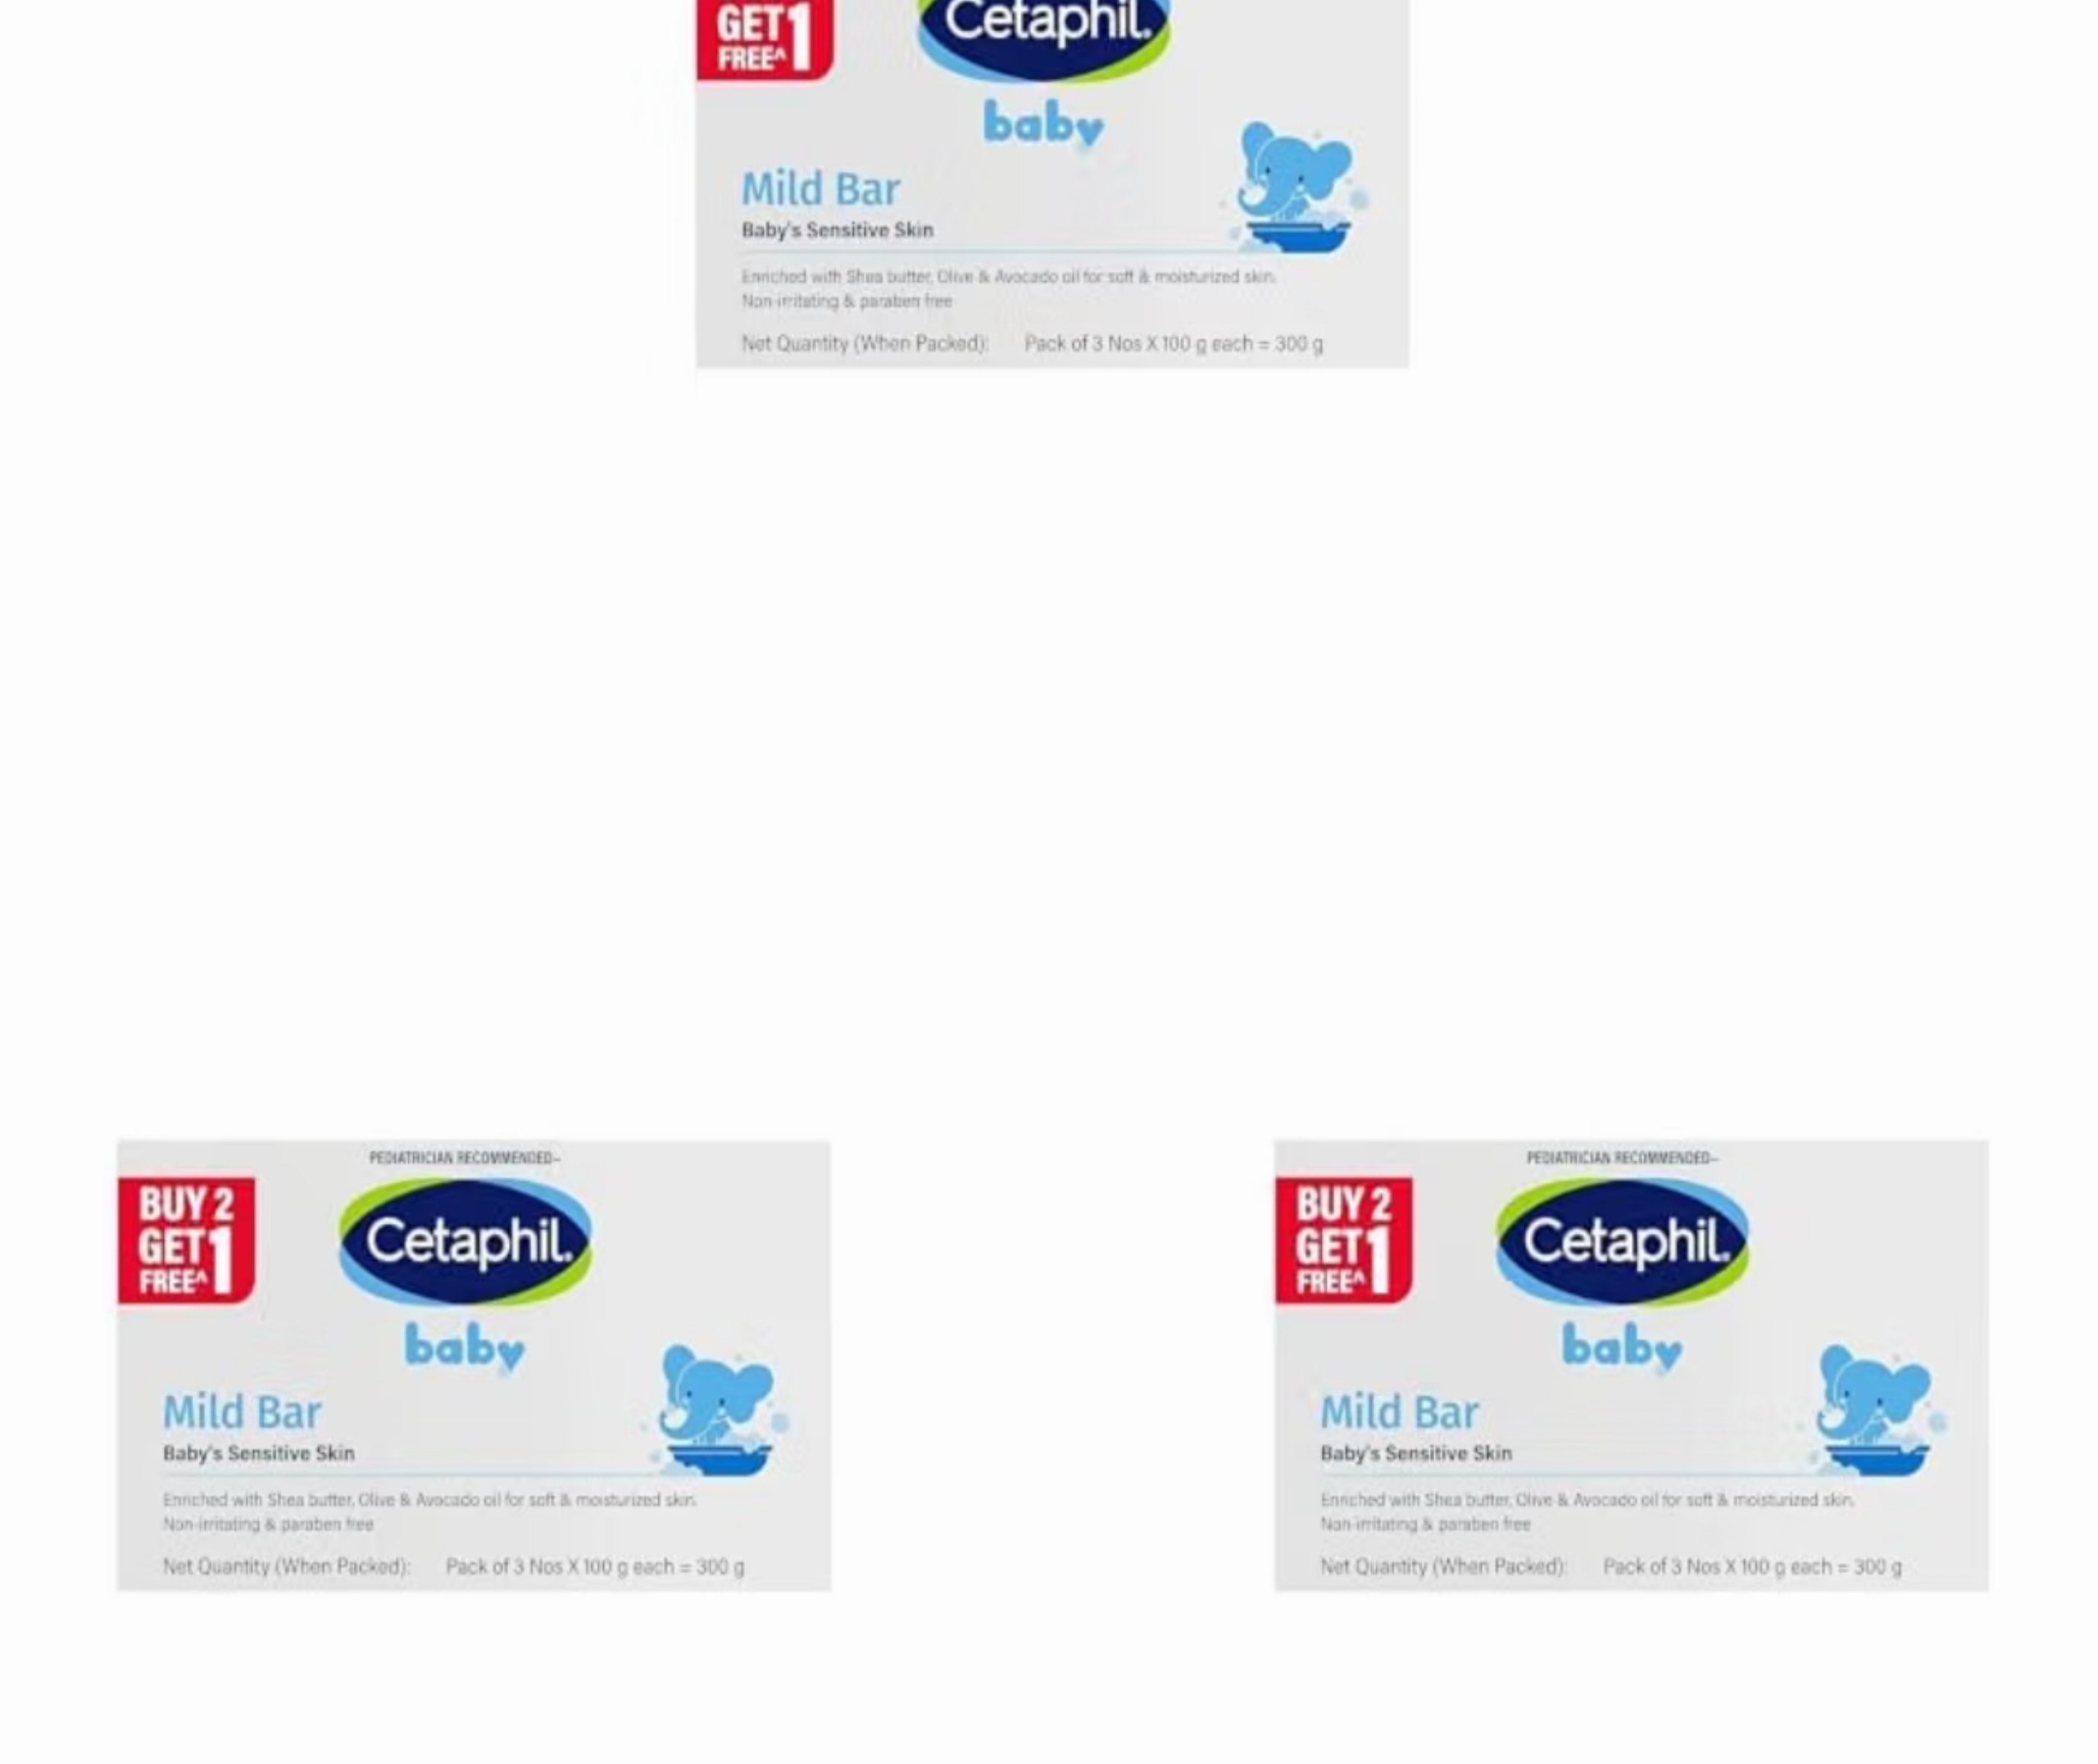 GET 1
FREE^
Cetaphil.
baby
Mild Bar
Baby's Sensitive Skin
Enriched with Shea butter, Olive & Avocado oil for soft & moisturized skin.
Non-irritating & paraben free
Net Quantity (When Packed): Pack of 3 Nos X 100 g each = 300 g
PEDIATRICIAN RECOMMENDED~
BUY 2
GET 1
FREE^
Cetaphil.
baby
Mild Bar
Baby's Sensitive Skin
Enriched with Shea butter, Olive & Avocado oil for soft & moisturized skin.
Non-irritating & paraben free
Net Quantity (When Packed): Pack of 3 Nos X 100 g each = 300 g
PEDIATRICIAN RECOMMENDED~
BUY 2
GET 1
FREE^
Cetaphil.
baby
Mild Bar
Baby's Sensitive Skin
Enriched with Shea butter, Olive & Avocado oil for soft & moisturized skin.
Non-irritating & paraben free
Net Quantity (When Packed): Pack of 3 Nos X 100 g each = 300 g